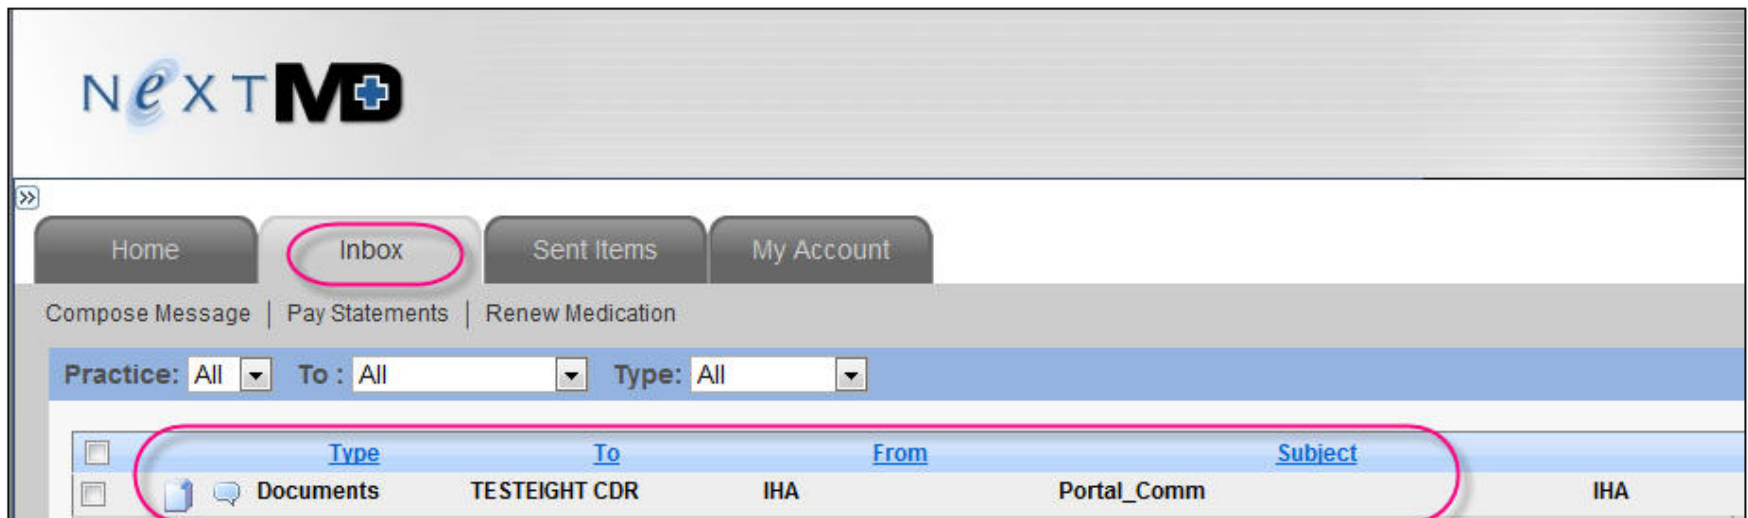 NexTMD
Home Inbox Sent Items My Account
Compose Message | Pay Statements | Renew Medication
Practice: All To : All Type: All
Type To From Subject
Documents TESTEIGHT CDR IHA Portal_Comm IHA